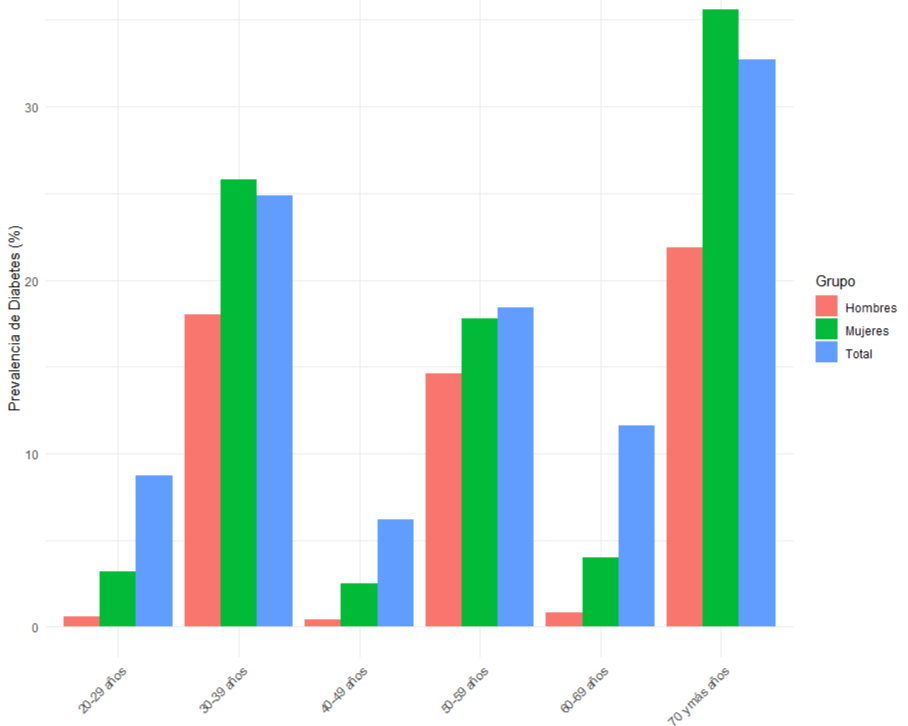 Prevalencia de Diabetes (%)
30
20
10
0
20-29 años
30-39 años
40-49 años
50-59 años
60-69 años
70 y más años
Grupo
Hombres
Mujeres
Total